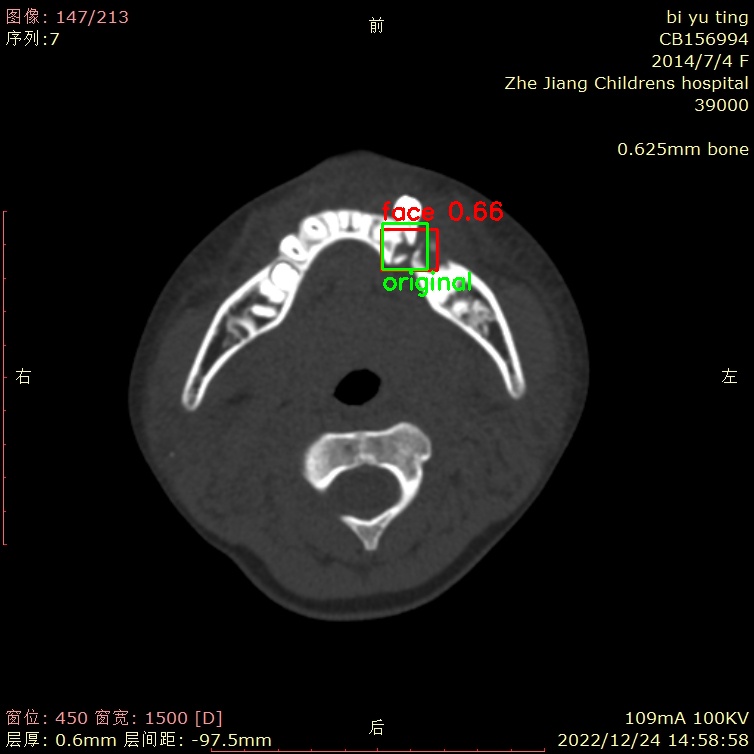 图像: 147/213
序列:7
前
bi yu ting
CB156994
2014/7/4 F
Zhe Jiang Childrens hospital
39000
0.625mm bone
face 0.66
original
右
左
窗位: 450 窗宽: 1500 [D]
层厚: 0.6mm 层间距: -97.5mm
后
109mA 100KV
2022/12/24 14:58:58